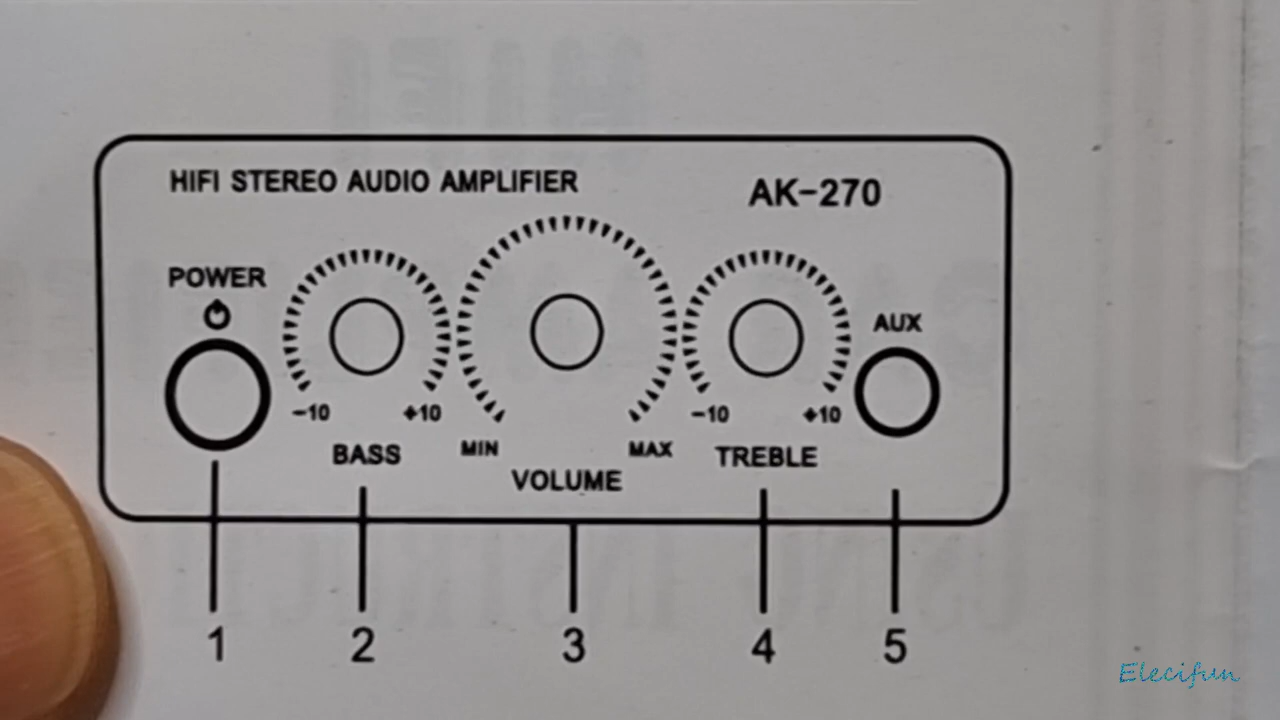 HIFI STEREO AUDIO AMPLIFIER
AK-270
POWER
AUX
-10
+10
-10
+10
BASS
MIN
MAX
TREBLE
VOLUME
1
2
3
4
5
Elecifun